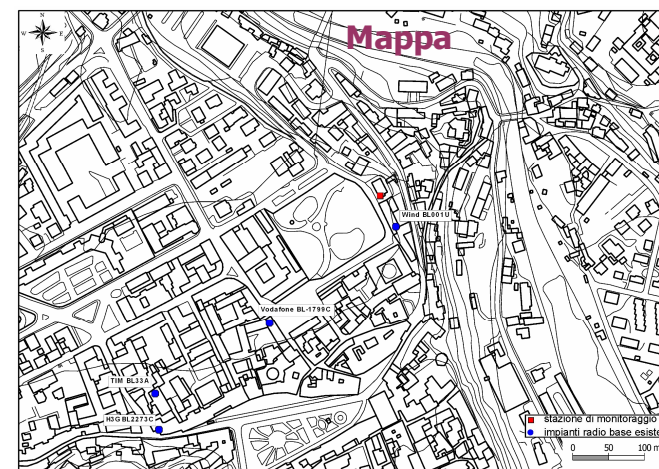 Mappa
N
W
E
S
Wind BL001U
Vodafone BL-1799C
TIM BL33A
H3G BL2273C
stazione di monitoraggio
impianti radio base esiste
0 50 100 m